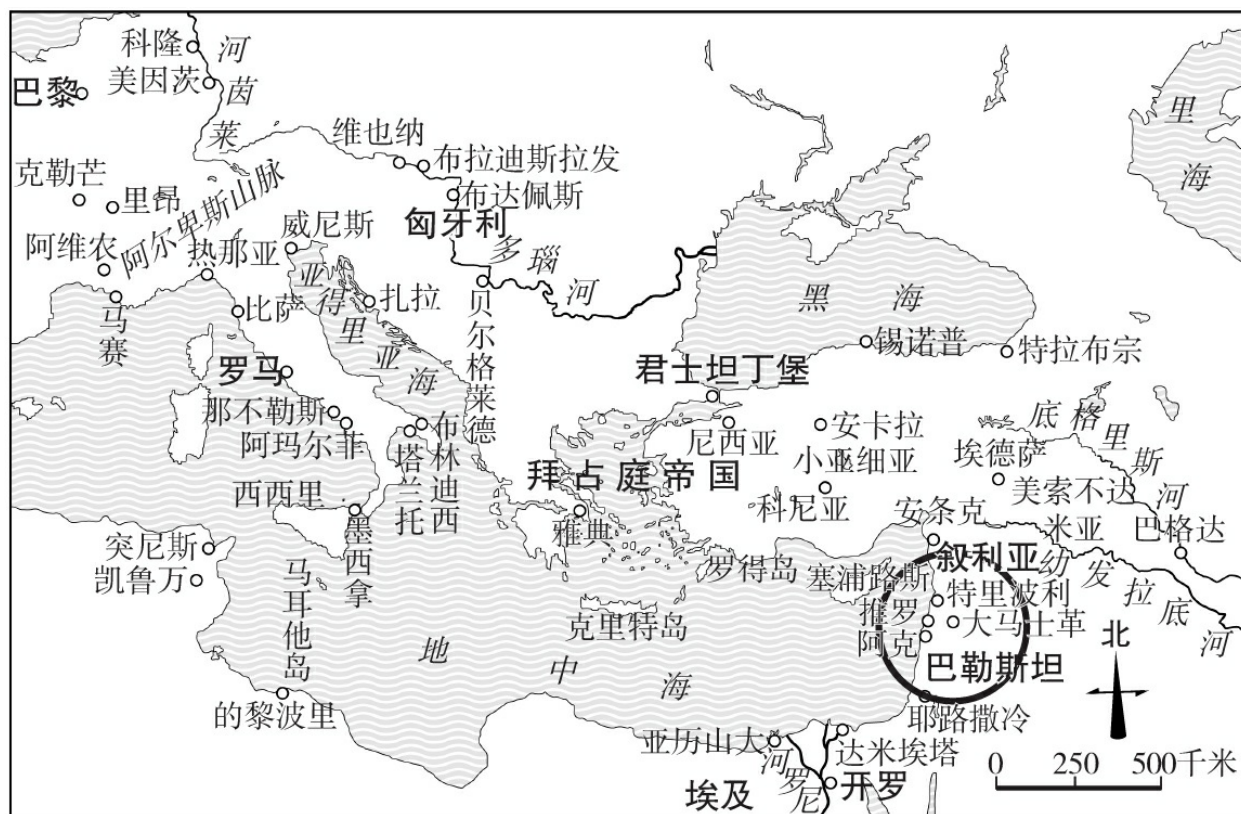 科隆
美因茨
莱茵河
巴黎
维也纳
布拉迪斯拉发
布达佩斯
克勒芒
里昂
阿尔卑斯山脉
威尼斯
匈牙利
多瑙河
阿维农
热那亚
马赛
比萨
亚得里亚海
扎拉
贝尔格莱德
黑海
里海
锡诺普
特拉布宗
罗马
君士坦丁堡
那不勒斯
阿玛尔菲
布林迪西
塔兰托
尼西亚
安卡拉
小亚细亚
底格里斯河
埃德萨
美索不达
米亚
拜占庭帝国
西西里
墨西拿
雅典
科尼亚
安条克
巴格达
突尼斯
凯鲁万
马耳他岛
罗得岛
塞浦路斯
叙利亚
幼发拉底河
特里波利
推罗
大马士革
阿克
克里特岛
地中海
巴勒斯坦
北
的黎波里
耶路撒冷
亚历山大
达米埃塔
尼罗河
埃及
开罗
0 250 500千米